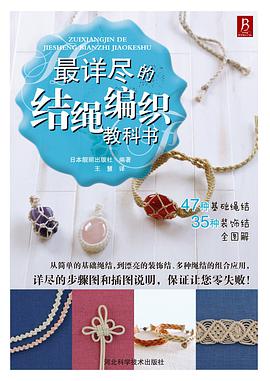 ZUIXIANGJIN DE
JIESHENG BIANZHI JIAOKESHU
最详尽的
结绳编织
教科书
日本靓丽出版社 编著
王慧 译
47种基础绳结
35种装饰结
全图解
从简单的基础绳结,到漂亮的装饰结、多种绳结的组合应用,
详尽的步骤图和插图说明,保证让您零失败!
河北科学技术出版社